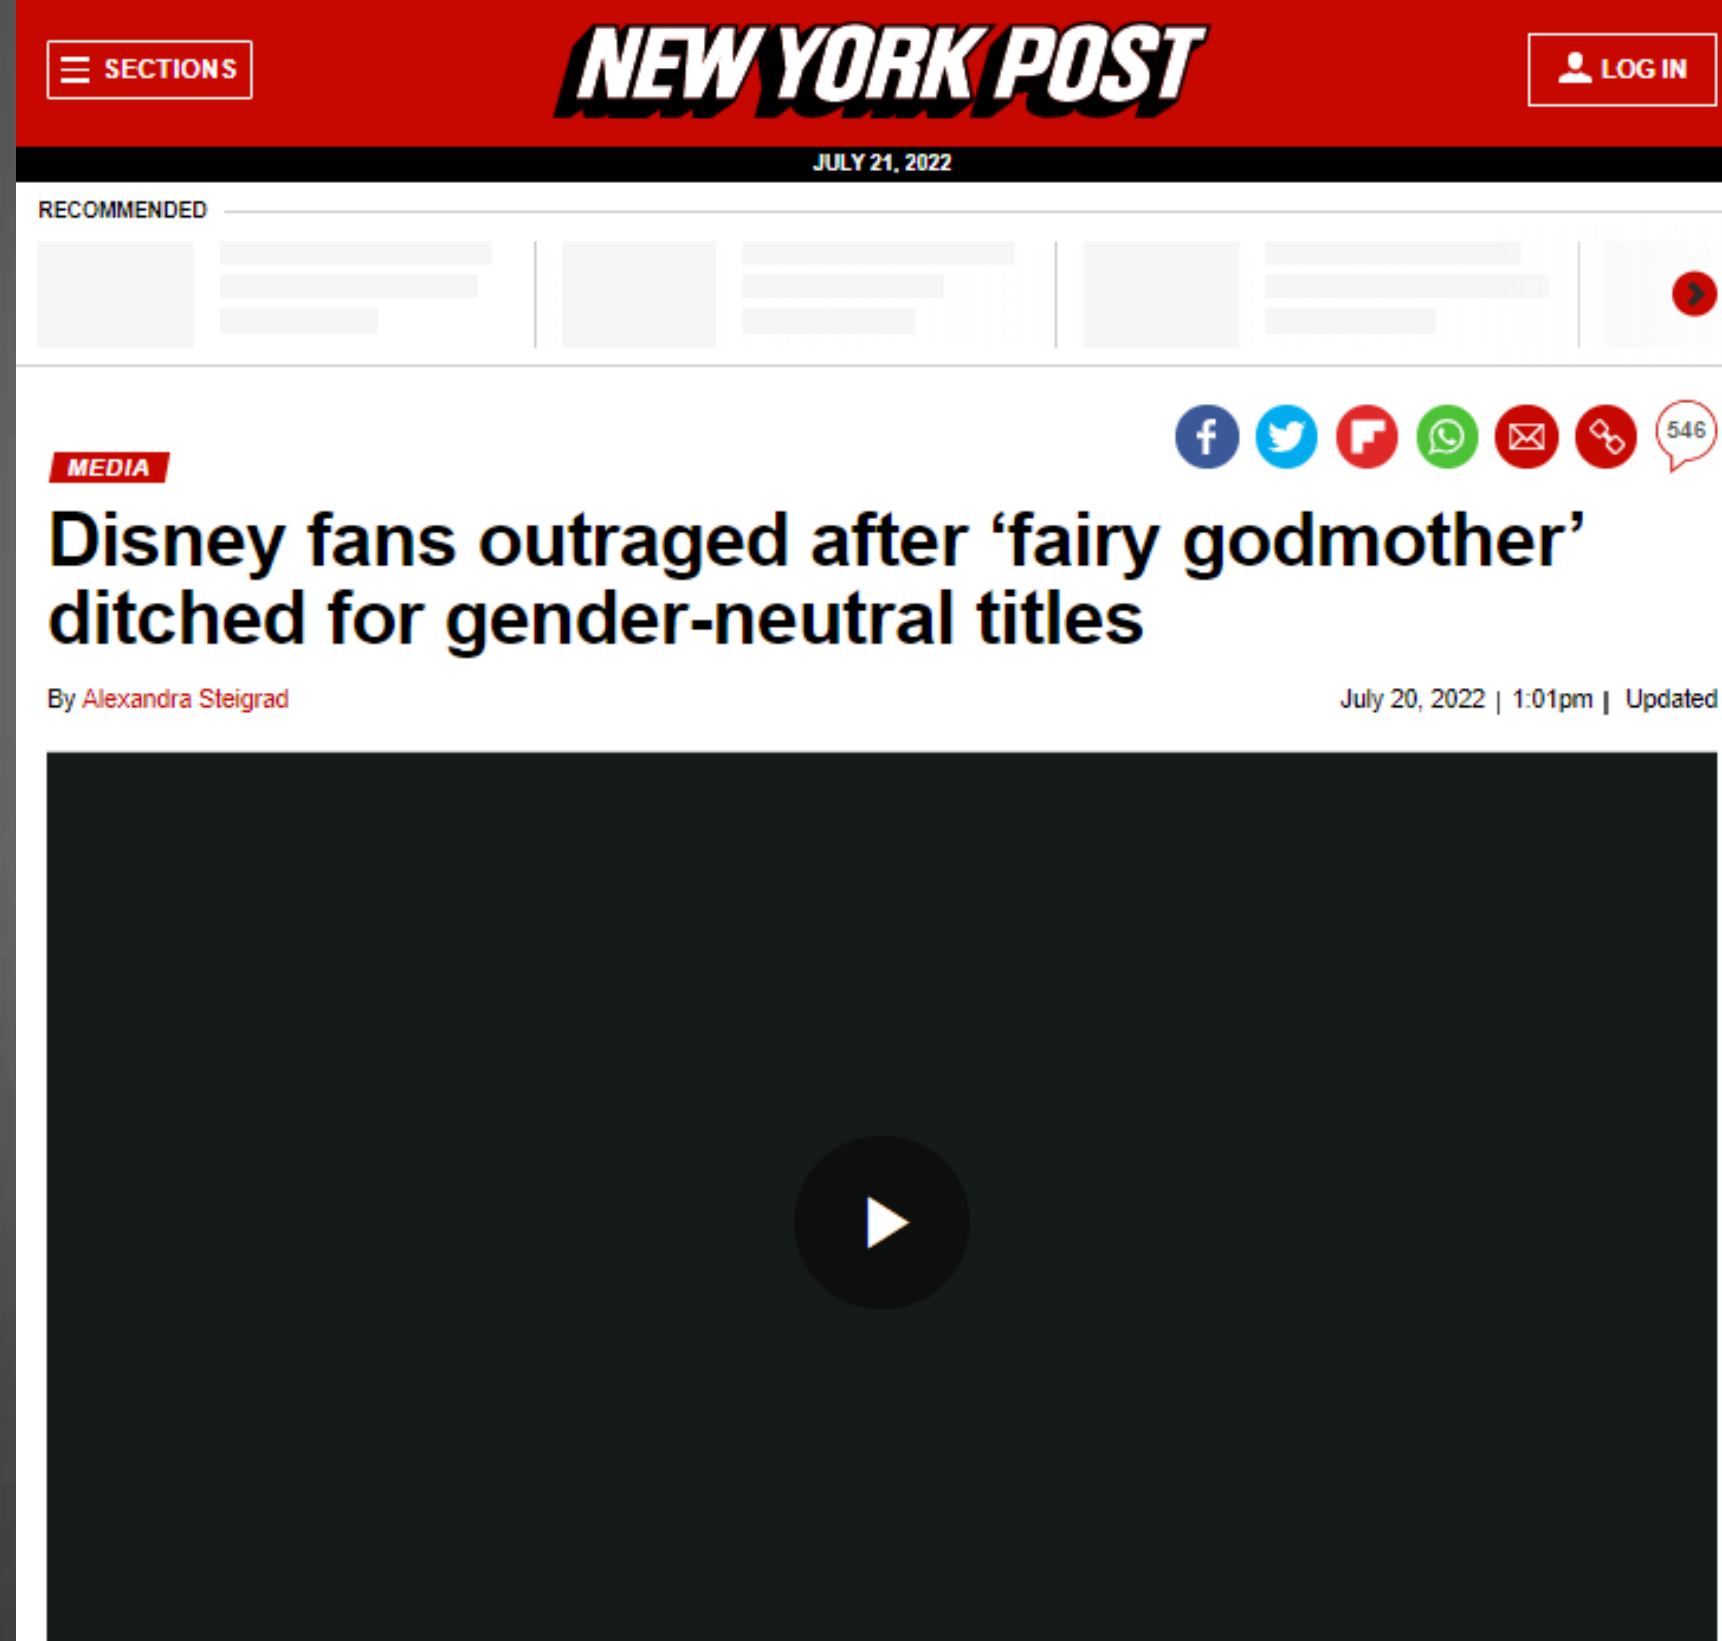 SECTIONS
NEW YORK POST
LOG IN
JULY 21, 2022
RECOMMENDED
546
MEDIA
Disney fans outraged after ‘fairy godmother’
ditched for gender-neutral titles
By Alexandra Steigrad
July 20, 2022 | 1:01pm | Updated